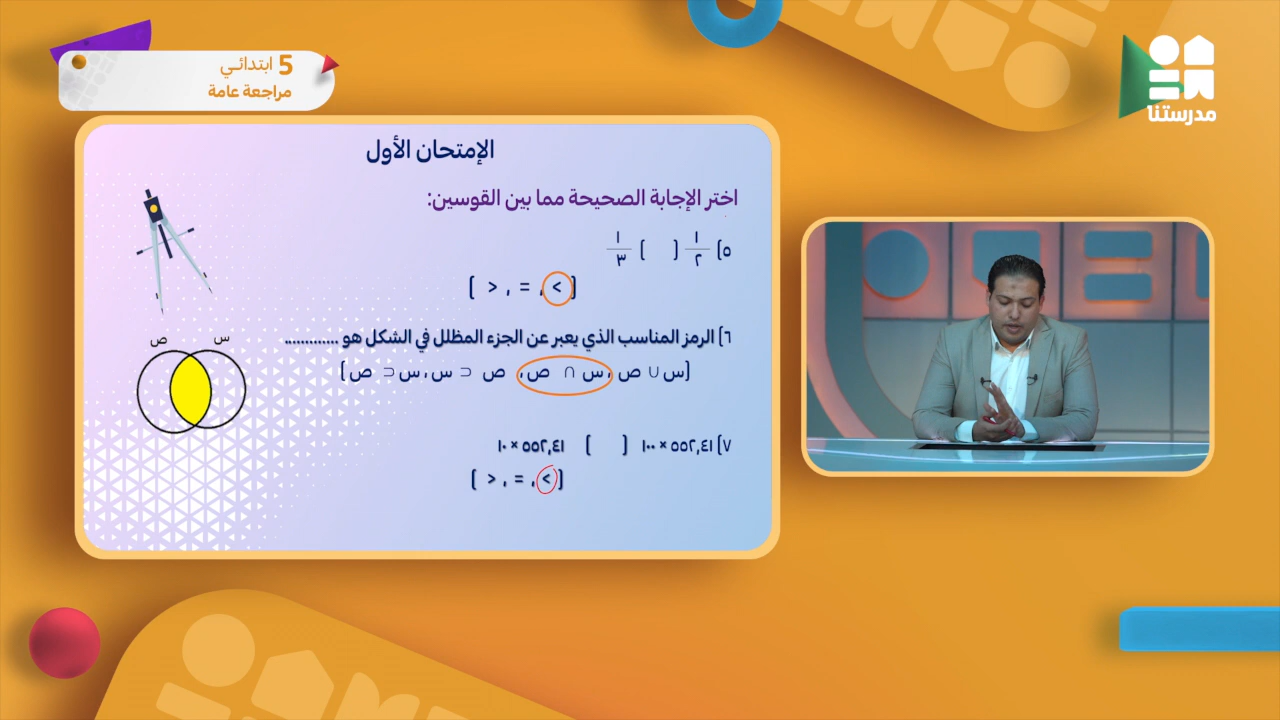 5 ابتدائـي
مراجعة عامة
مدرستنا
الإمتحان الأول
اختر الإجابة الصحيحة مما بين القوسين:
٥) ١/٢ (   ) ١/٣
( < ، = ، > )
٦) الرمز المناسب الذي يعبر عن الجزء المظلل في الشكل هو .............
(س ∪ ص ، س ∩ ص ، ص ⊂ س ، س ⊂ ص)
س ص
٧) ٥٥٢,٤١ × ١٠٠ (   ) ٥٥٢,٤١ × ١٠
( < ، = ، > )